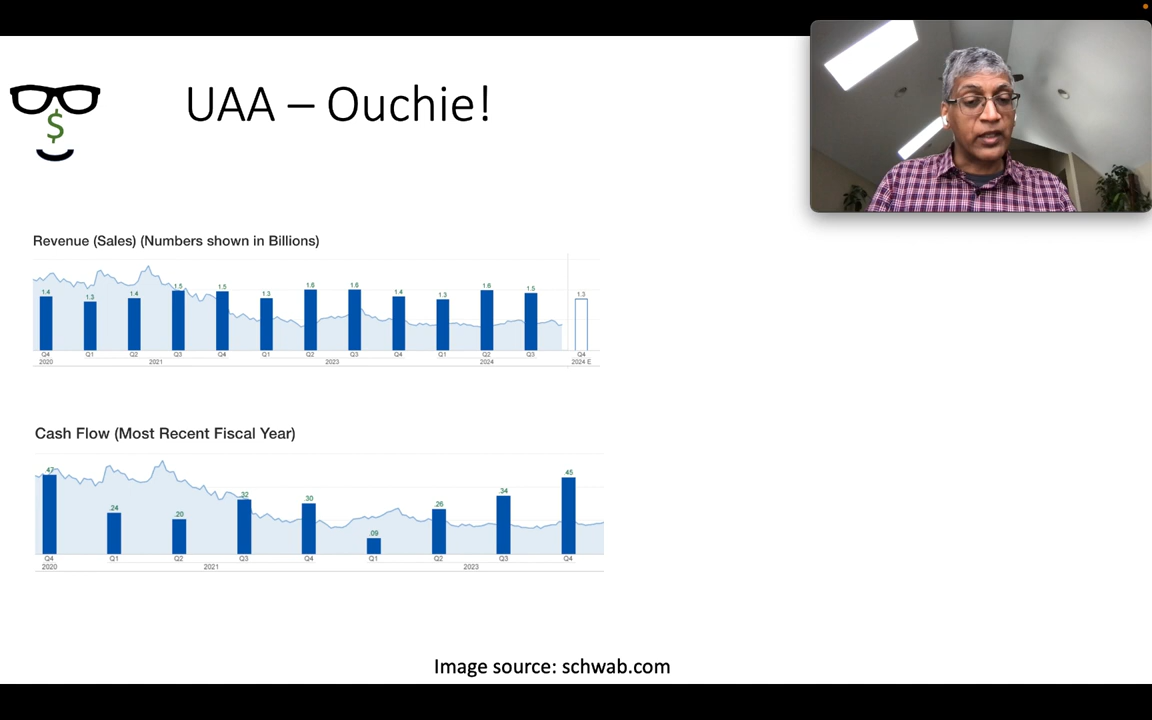 UAA – Ouchie!
$
Revenue (Sales) (Numbers shown in Billions)
1.4 1.3 1.4 1.5 1.5 1.3 1.6 1.6 1.4 1.3 1.6 1.5 1.3
Q4 Q1 Q2 Q3 Q4 Q1 Q2 Q3 Q4 Q1 Q2 Q3 Q4
2020 2021 2023 2024 2024 E
Cash Flow (Most Recent Fiscal Year)
.47 .24 .20 .32 .30 .09 .26 .34 .45
Q4 Q1 Q2 Q3 Q4 Q1 Q2 Q3 Q4
2020 2021 2023
Image source: schwab.com